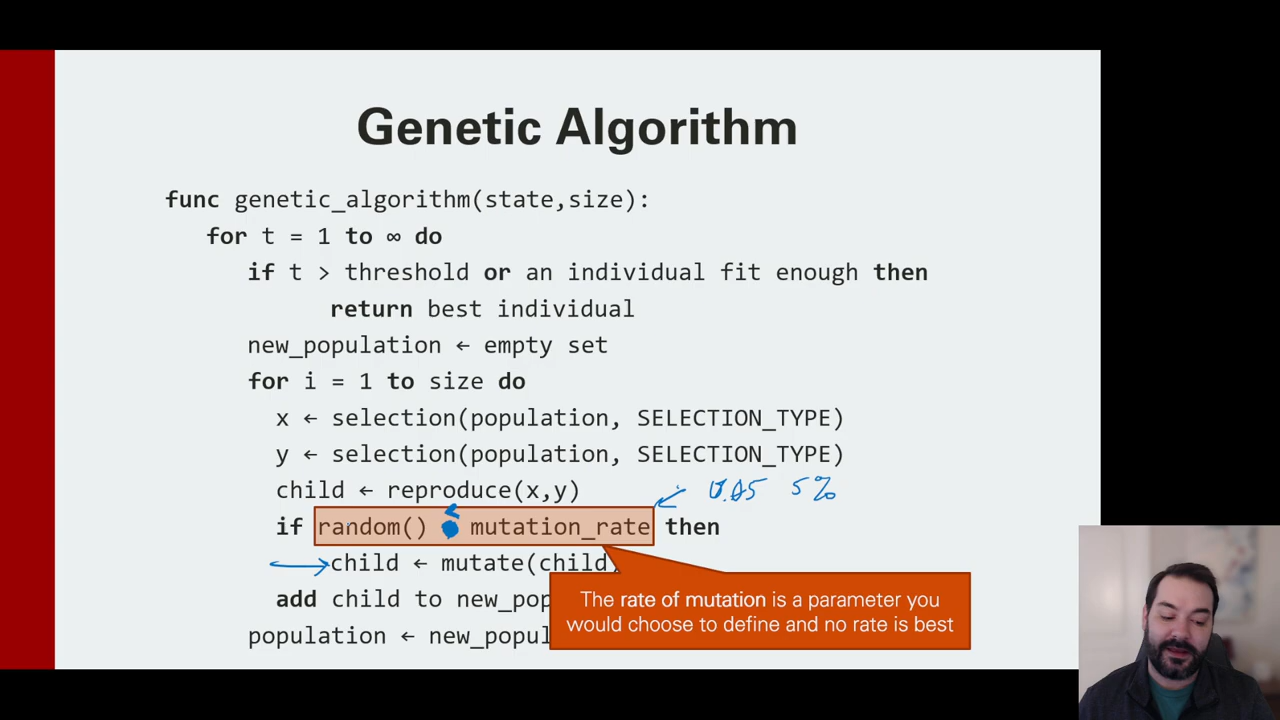 Genetic Algorithm
func genetic_algorithm(state,size):
for t = 1 to ∞ do
if t > threshold or an individual fit enough then
return best individual
new_population ← empty set
for i = 1 to size do
x ← selection(population, SELECTION_TYPE)
y ← selection(population, SELECTION_TYPE)
child ← reproduce(x,y) 0.05 5%
if random() < mutation_rate then
child ← mutate(child)
add child to new_pop
population ← new_popul
The rate of mutation is a parameter you
would choose to define and no rate is best